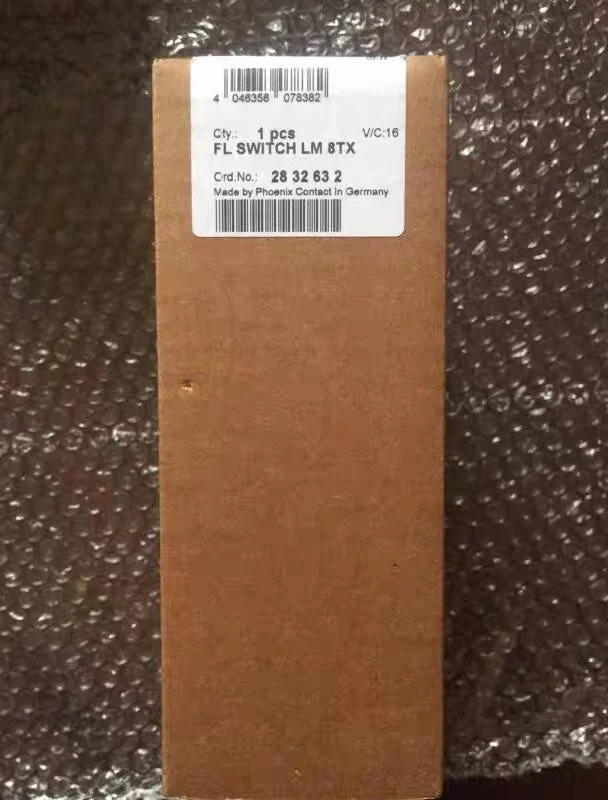 4 046356 078382
Qty.: 1 pcs V/C:16
FL SWITCH LM 8TX
Ord.No.: 28 32 63 2
Made by Phoenix Contact in Germany